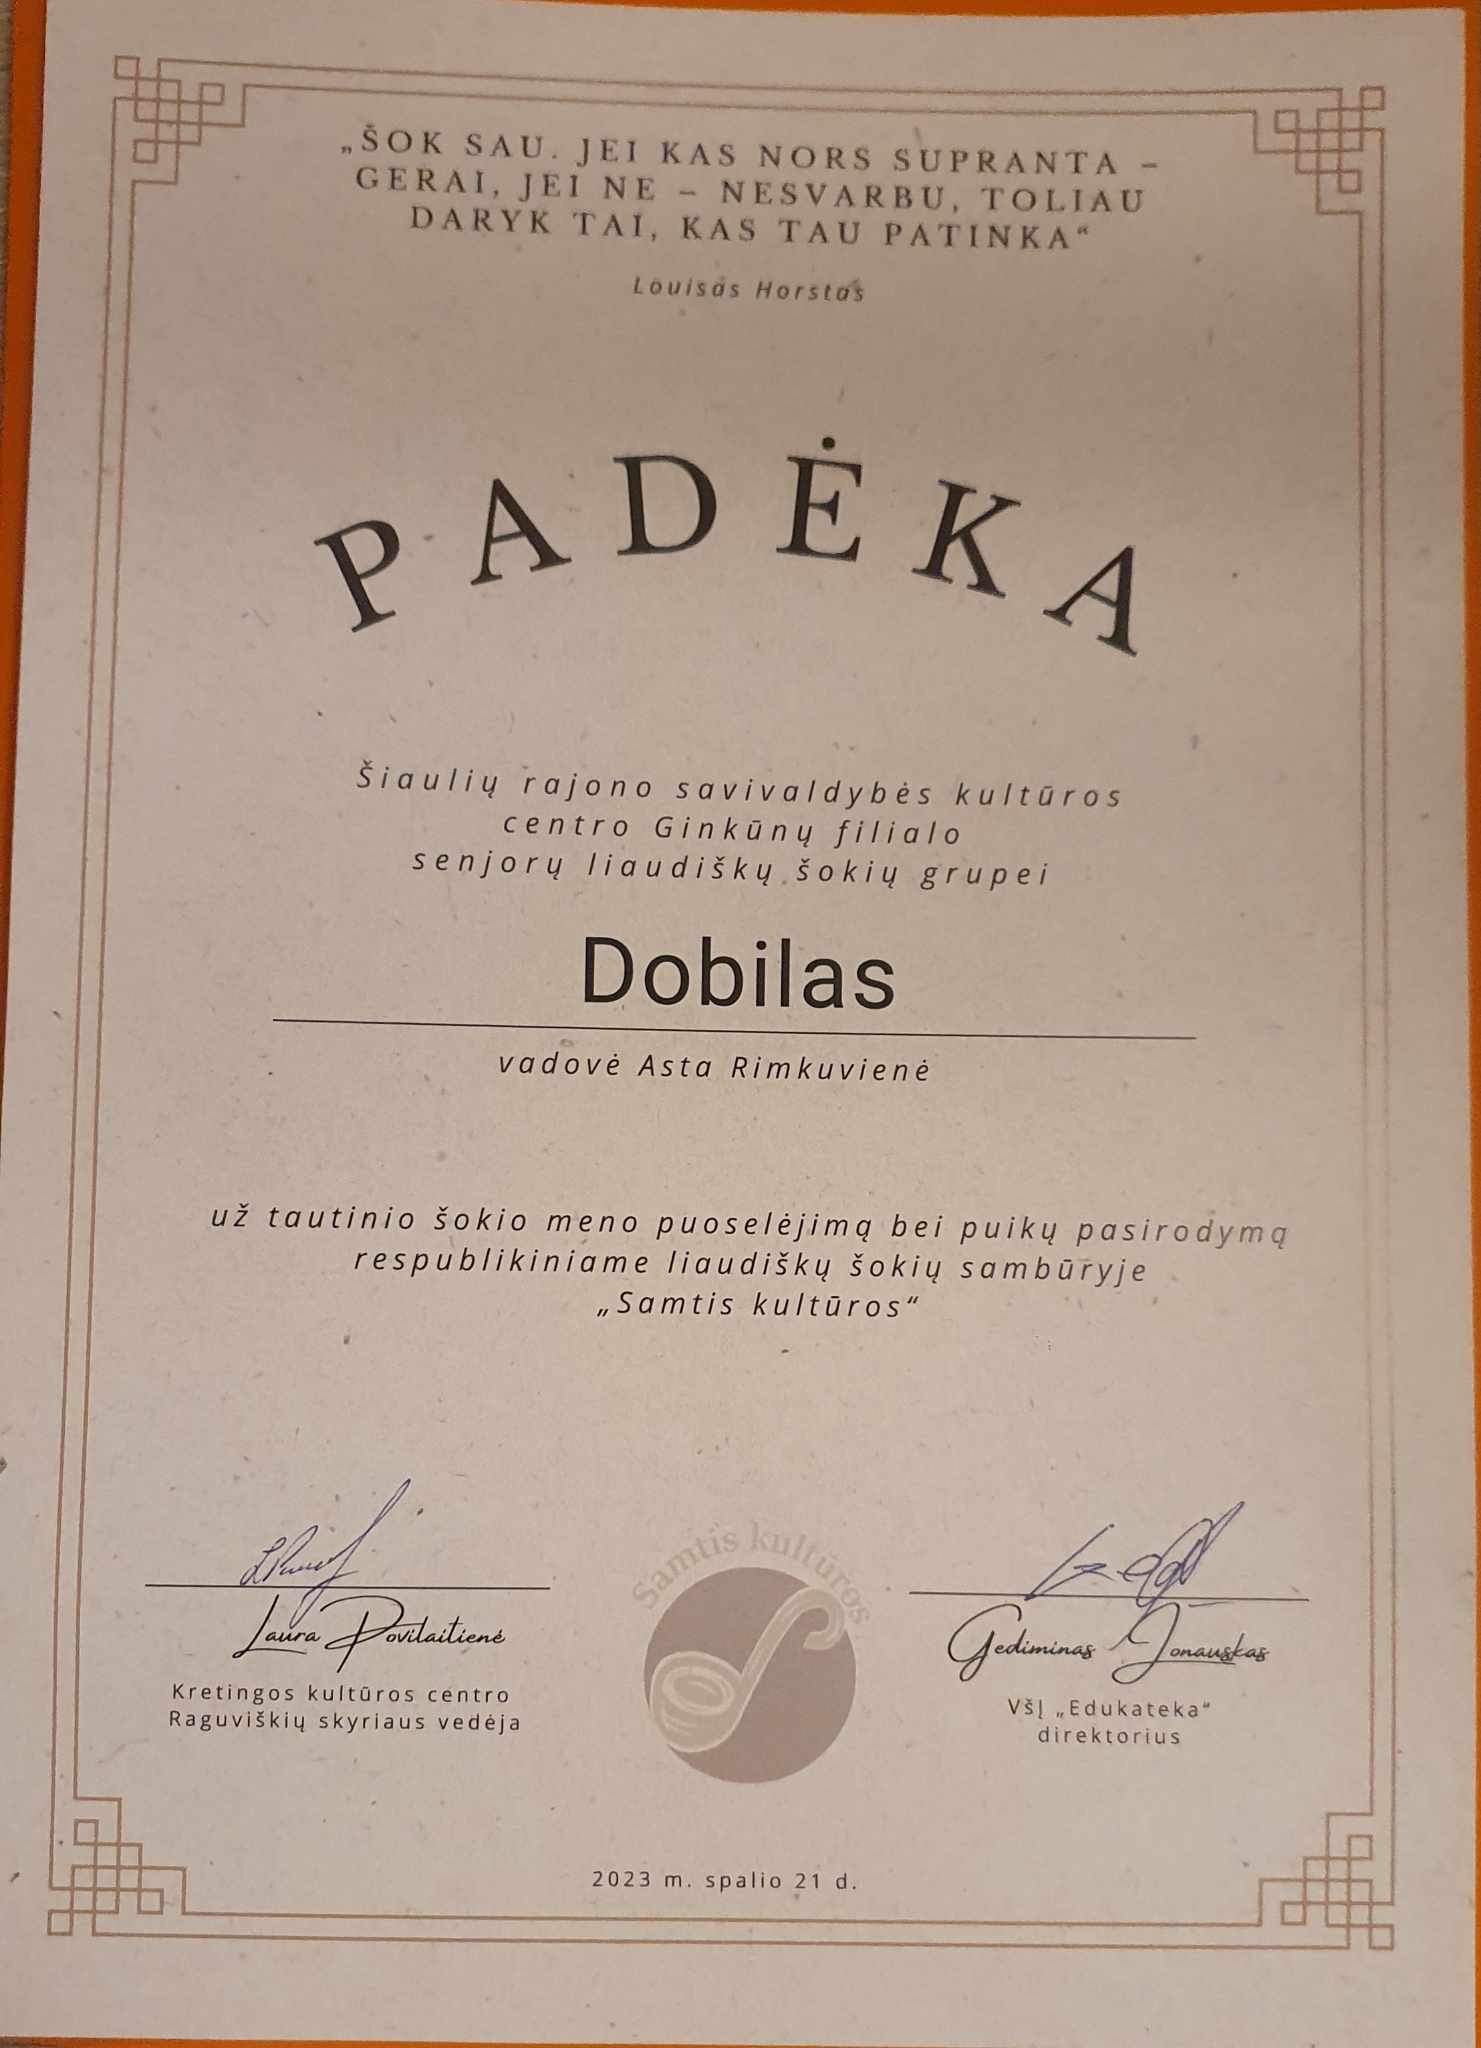 „ŠOK SAU. JEI KAS NORS SUPRANTA –
GERAI, JEI NE – NESVARBU, TOLIAU
DARYK TAI, KAS TAU PATINKA“
Louisas Horstas
PADĖKA
Šiaulių rajono savivaldybės kultūros
centro Ginkūnų filialo
senjorų liaudiškų šokių grupei
Dobilas
vadovė Asta Rimkuvienė
už tautinio šokio meno puoselėjimą bei puikų pasirodymą
respublikiniame liaudiškų šokių sambūryje
„Samtis kultūros“
Laura Povilaitienė
Kretingos kultūros centro
Raguviškių skyriaus vedėja
Samtis kultūros
Gediminas Jonauskas
VšĮ „Edukateka“
direktorius
2023 m. spalio 21 d.